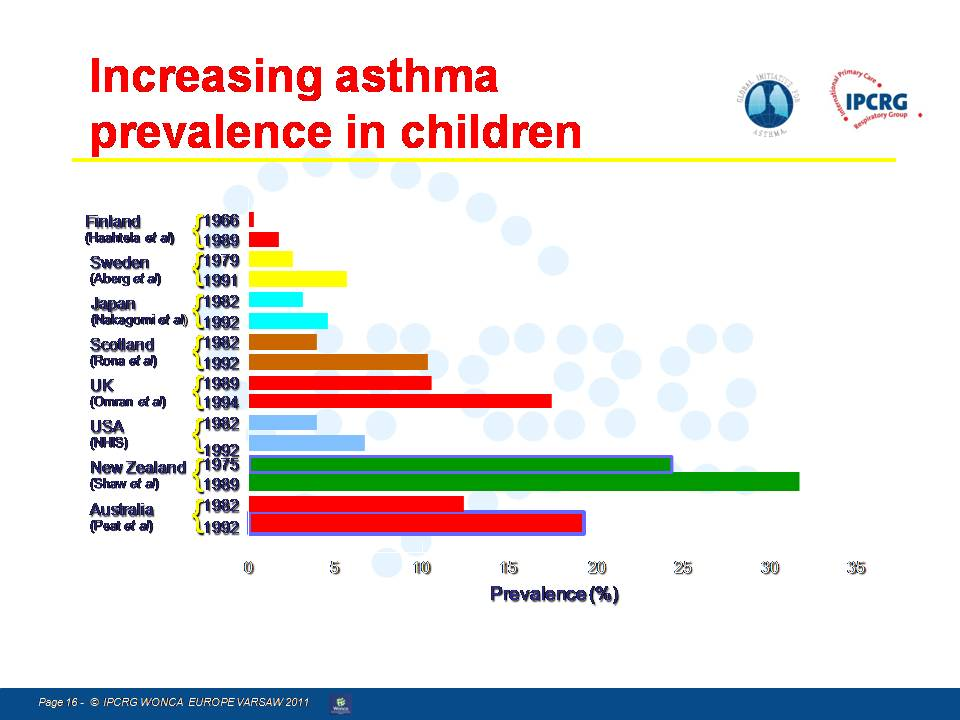 Increasing asthma
prevalence in children
GLOBAL INITIATIVE FOR
ASTHMA
International Primary Care
IPCRG
Respiratory Group
Finland
(Haahtela et al)
1966
1989
Sweden
(Aberg et al)
1979
1991
Japan
(Nakagomi et al)
1982
1992
Scotland
(Rona et al)
1982
1992
UK
(Omran et al)
1989
1994
USA
(NHIS)
1982
1992
New Zealand
(Shaw et al)
1975
1989
Australia
(Peat et al)
1982
1992
0 5 10 15 20 25 30 35
Prevalence (%)
Page 16 - © IPCRG WONCA EUROPE VARSAW 2011
Wonca